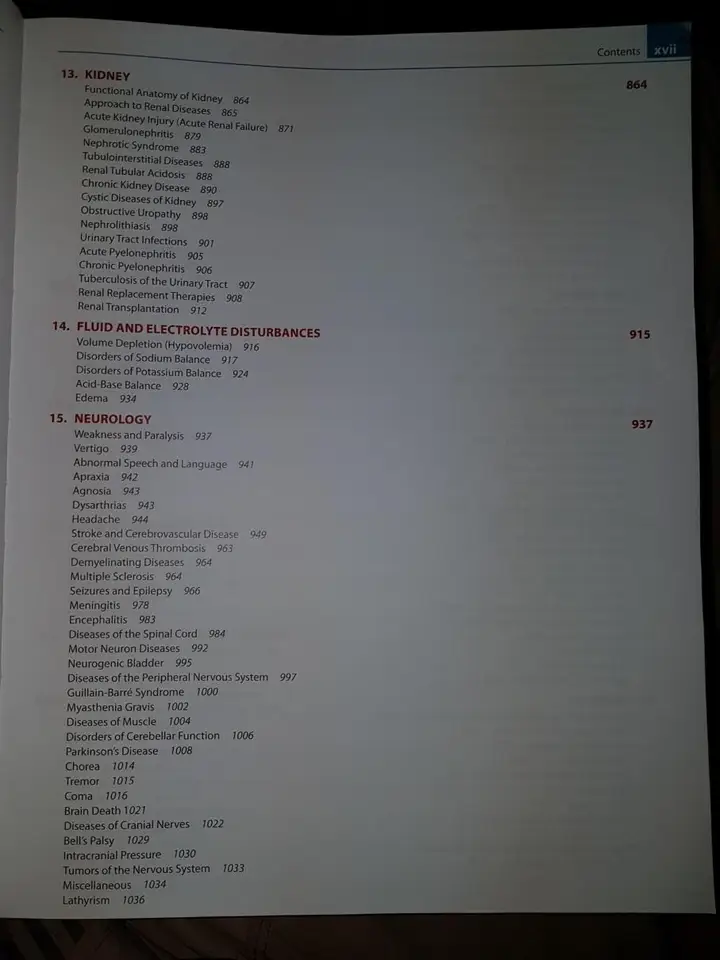 Contents xvii
13. KIDNEY 864
Functional Anatomy of Kidney 864
Approach to Renal Diseases 865
Acute Kidney Injury (Acute Renal Failure) 871
Glomerulonephritis 879
Nephrotic Syndrome 883
Tubulointerstitial Diseases 888
Renal Tubular Acidosis 888
Chronic Kidney Disease 890
Cystic Diseases of Kidney 897
Obstructive Uropathy 898
Nephrolithiasis 898
Urinary Tract Infections 901
Acute Pyelonephritis 905
Chronic Pyelonephritis 906
Tuberculosis of the Urinary Tract 907
Renal Replacement Therapies 908
Renal Transplantation 912
14. FLUID AND ELECTROLYTE DISTURBANCES 915
Volume Depletion (Hypovolemia) 916
Disorders of Sodium Balance 917
Disorders of Potassium Balance 924
Acid-Base Balance 928
Edema 934
15. NEUROLOGY 937
Weakness and Paralysis 937
Vertigo 939
Abnormal Speech and Language 941
Apraxia 942
Agnosia 943
Dysarthrias 943
Headache 944
Stroke and Cerebrovascular Disease 949
Cerebral Venous Thrombosis 963
Demyelinating Diseases 964
Multiple Sclerosis 964
Seizures and Epilepsy 966
Meningitis 978
Encephalitis 983
Diseases of the Spinal Cord 984
Motor Neuron Diseases 992
Neurogenic Bladder 995
Diseases of the Peripheral Nervous System 997
Guillain-Barré Syndrome 1000
Myasthenia Gravis 1002
Diseases of Muscle 1004
Disorders of Cerebellar Function 1006
Parkinson's Disease 1008
Chorea 1014
Tremor 1015
Coma 1016
Brain Death 1021
Diseases of Cranial Nerves 1022
Bell's Palsy 1029
Intracranial Pressure 1030
Tumors of the Nervous System 1033
Miscellaneous 1034
Lathyrism 1036